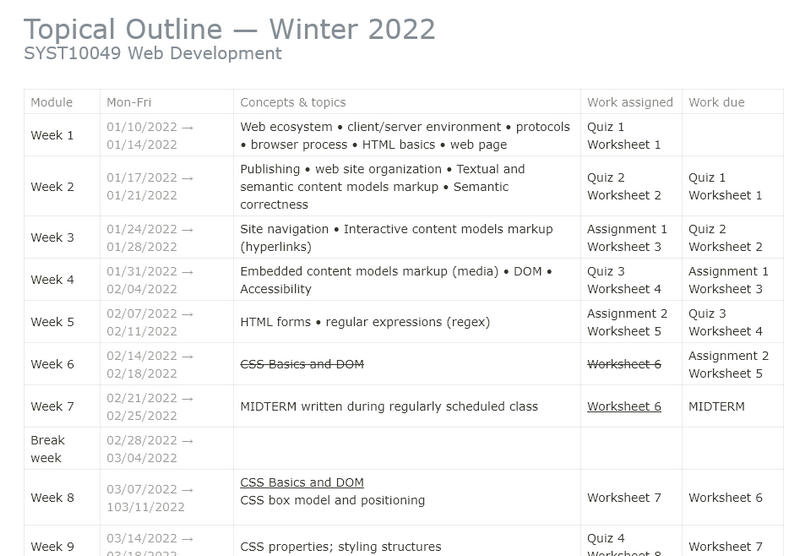 Topical Outline — Winter 2022
SYST10049 Web Development
Module Mon-Fri Concepts & topics Work assigned Work due
Week 1
01/10/2022 →
01/14/2022
Web ecosystem • client/server environment • protocols
• browser process • HTML basics • web page
Quiz 1
Worksheet 1
Week 2
01/17/2022 →
01/21/2022
Publishing • web site organization • Textual and
semantic content models markup • Semantic
correctness
Quiz 2
Worksheet 2
Quiz 1
Worksheet 1
Week 3
01/24/2022 →
01/28/2022
Site navigation • Interactive content models markup
(hyperlinks)
Assignment 1
Worksheet 3
Quiz 2
Worksheet 2
Week 4
01/31/2022 →
02/04/2022
Embedded content models markup (media) • DOM •
Accessibility
Quiz 3
Worksheet 4
Assignment 1
Worksheet 3
Week 5
02/07/2022 →
02/11/2022
HTML forms • regular expressions (regex)
Assignment 2
Worksheet 5
Quiz 3
Worksheet 4
Week 6
02/14/2022 →
02/18/2022
CSS Basics and DOM
Worksheet 6
Assignment 2
Worksheet 5
Week 7
02/21/2022 →
02/25/2022
MIDTERM written during regularly scheduled class
Worksheet 6
MIDTERM
Break
week
02/28/2022 →
03/04/2022
Week 8
03/07/2022 →
103/11/2022
CSS Basics and DOM
CSS box model and positioning
Worksheet 7
Worksheet 6
Week 9
03/14/2022 →
03/18/2022
CSS properties; styling structures
Quiz 4
Worksheet 8
Worksheet 7